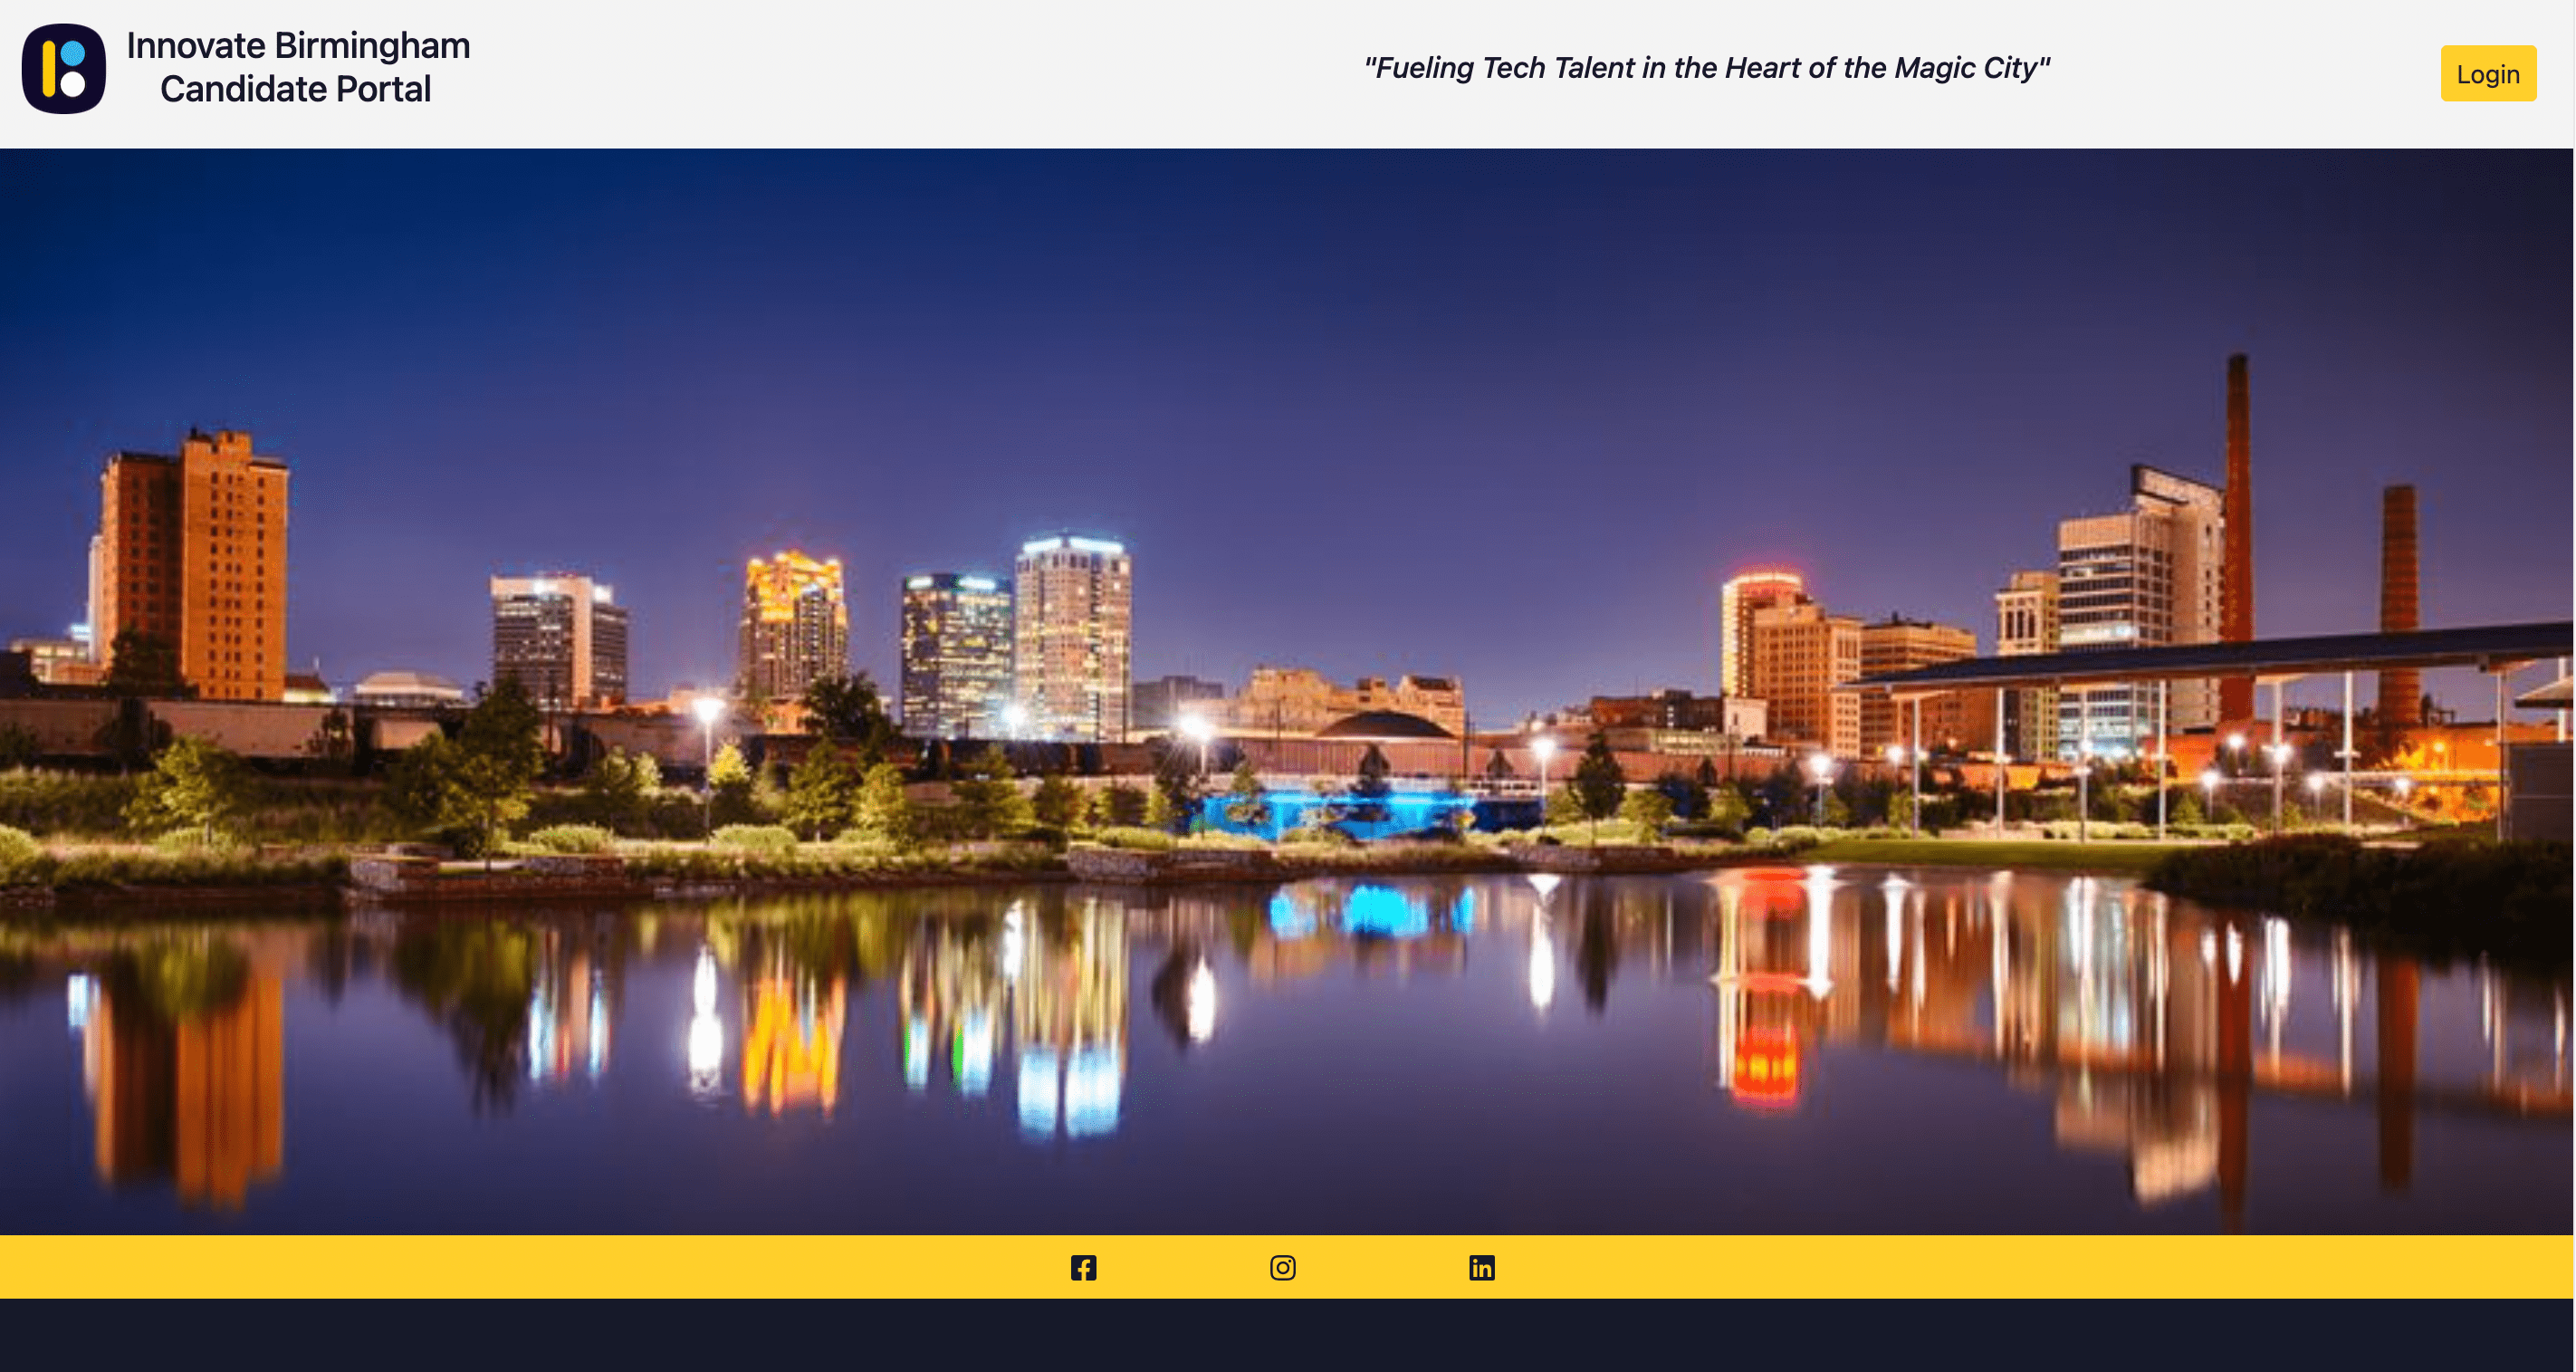 Innovate Birmingham
Candidate Portal
"Fueling Tech Talent in the Heart of the Magic City"
Login